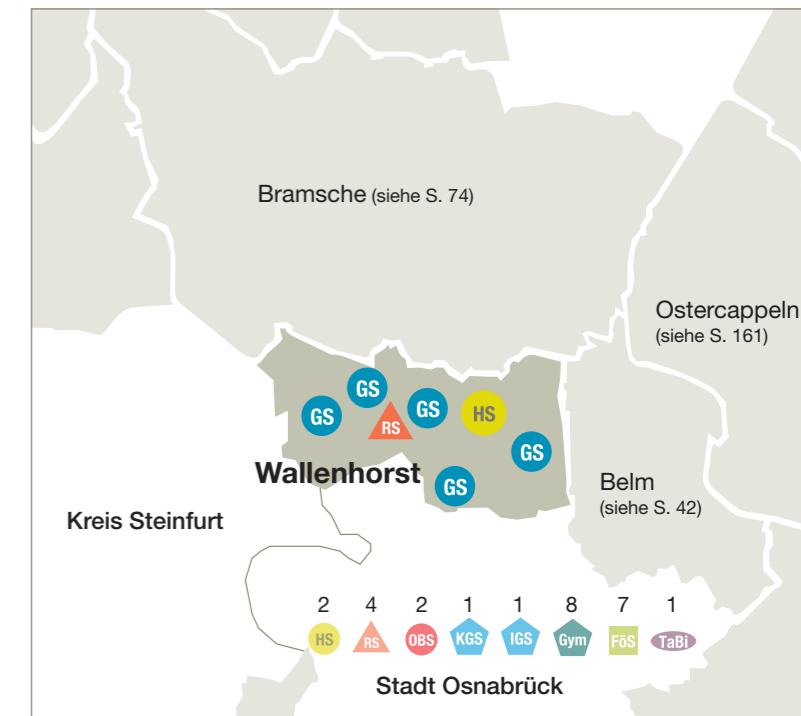 Bramsche (siehe S. 74)
Ostercappeln
(siehe S. 161)
GS
GS
GS
HS
RS
GS
Wallenhorst
GS
Belm
(siehe S. 42)
Kreis Steinfurt
2 4 2 1 1 8 7 1
HS RS OBS KGS IGS Gym FöS TaBi
Stadt Osnabrück